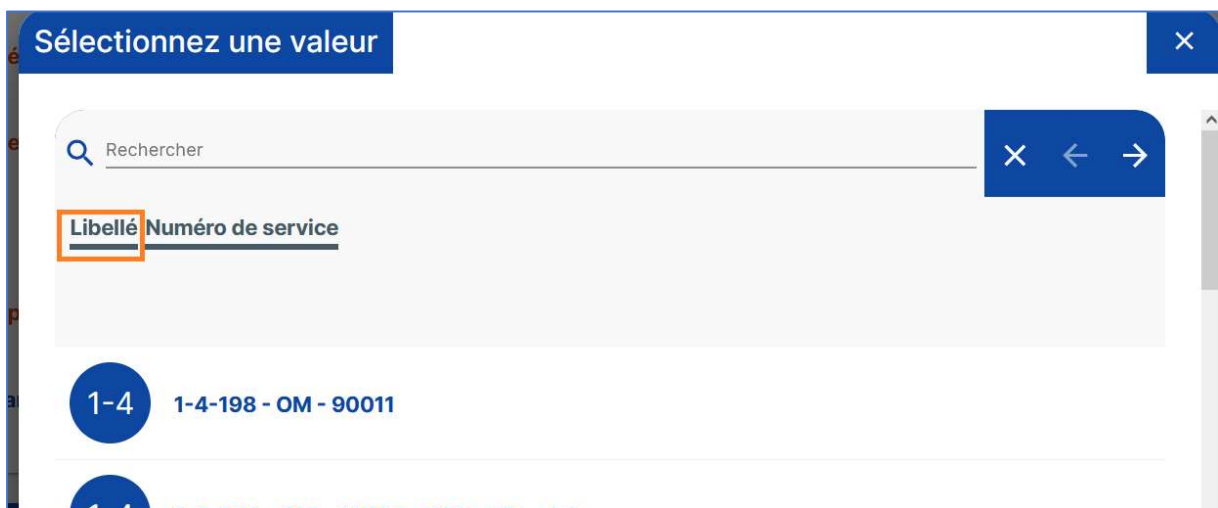 Sélectionnez une valeur
Rechercher
Libellé Numéro de service
1-4
1-4-198 - OM - 90011